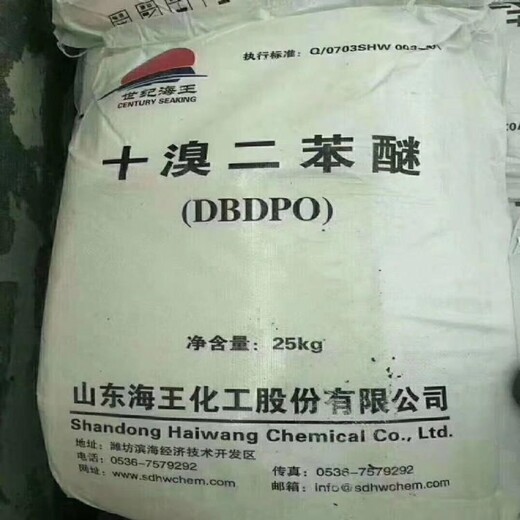 世纪海王
CENTURY SEAKING
执行标准：Q/0703SHW
十溴二苯醚
(DBDPO)
净含量：25kg
山东海王化工股份有限公司
Shandong Haiwang Chemical Co., Ltd.
地址：潍坊滨海经济技术开发区
电话：0536-7579292 传真：0536-7579292
网址：www.sdhwchem.com 邮箱：info@sdhwchem.com